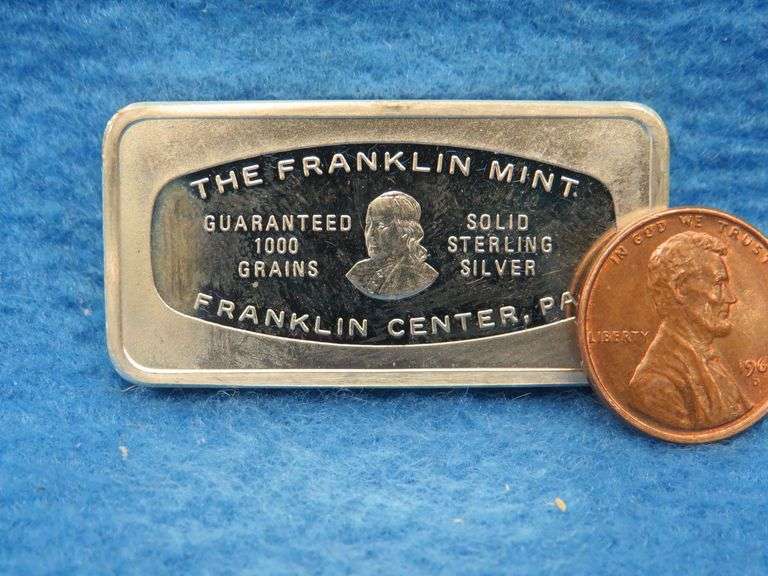 THE FRANKLIN MINT.
GUARANTEED
1000
GRAINS
SOLID
STERLING
SILVER
FRANKLIN CENTER, PA
IN GOD WE TRUST
LIBERTY
D